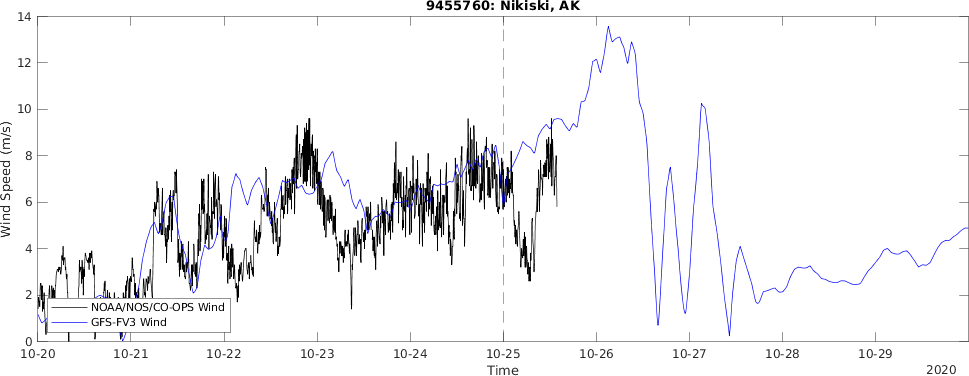 9455760: Nikiski, AK
Wind Speed (m/s)
14
12
10
8
6
4
2
0
NOAA/NOS/CO-OPS Wind
GFS-FV3 Wind
10-20 10-21 10-22 10-23 10-24 10-25 10-26 10-27 10-28 10-29
Time
2020